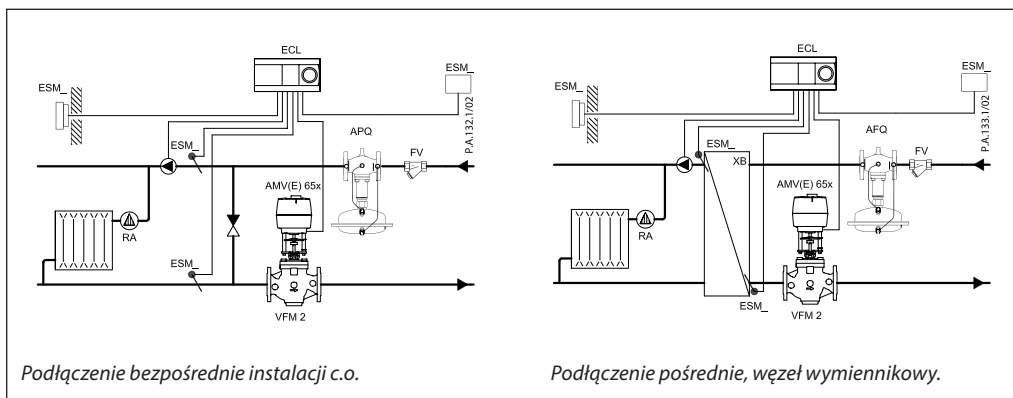 ECL
ESM_
ESM_
P.A.132.1/02
APQ
ESM_
FV
AMV(E) 65x
RA
ESM_
VFM 2
Podłączenie bezpośrednie instalacji c.o.
ECL
ESM_
ESM_
P.A.133.1/02
AFQ
ESM_
FV
XB
AMV(E) 65x
RA
ESM_
VFM 2
Podłączenie pośrednie, węzeł wymiennikowy.